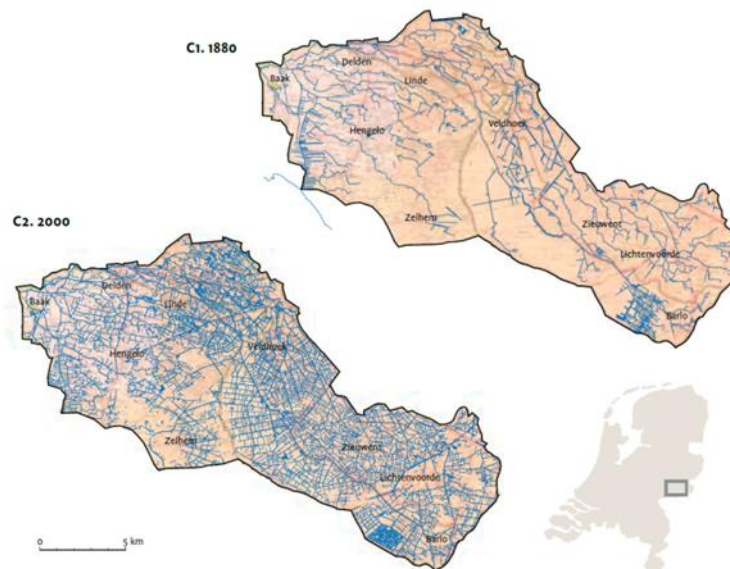 C1. 1880
Delden
Linde
Baak
Hengelo
Veldhoek
Zelhem
Zieuwent
Lichtenvoorde
Barlo
C2. 2000
Delden
Baak
Linde
Hengelo
Veldhoek
Zelhem
Zieuwent
Lichtenvoorde
Barlo
0 5 km